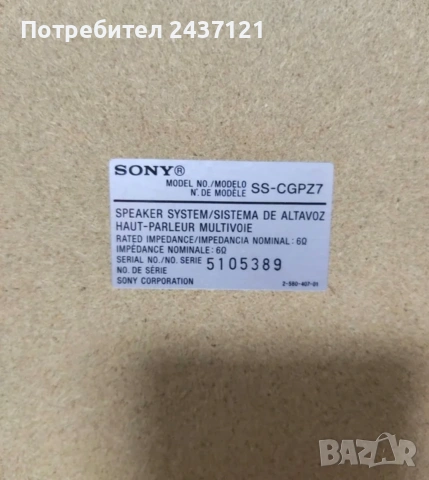 Потребител 2437121
SONY®
MODEL NO./MODELO
N°. DE MODÈLE
SS-CGPZ7
SPEAKER SYSTEM/SISTEMA DE ALTAVOZ
HAUT-PARLEUR MULTIVOIE
RATED IMPEDANCE/IMPEDANCIA NOMINAL: 6Ω
IMPÉDANCE NOMINALE: 6Ω
SERIAL NO./NO. SERIE 5105389
NO. DE SÉRIE
SONY CORPORATION
2-580-407-01
BAZAR